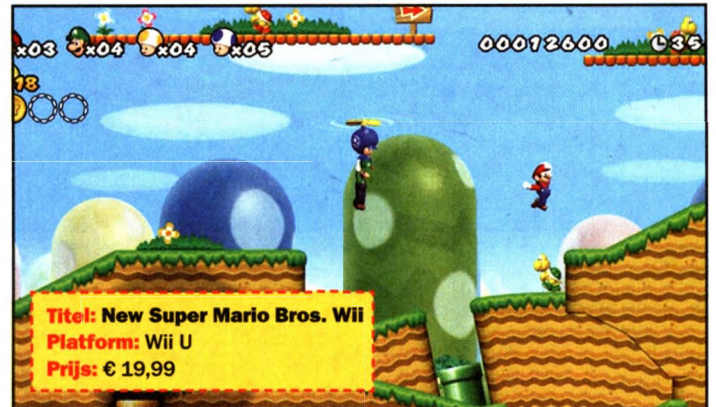 x03 x04 x04 x05 00012600 35
18
Titel: New Super Mario Bros. Wii
Platform: Wii U
Prijs: € 19,99